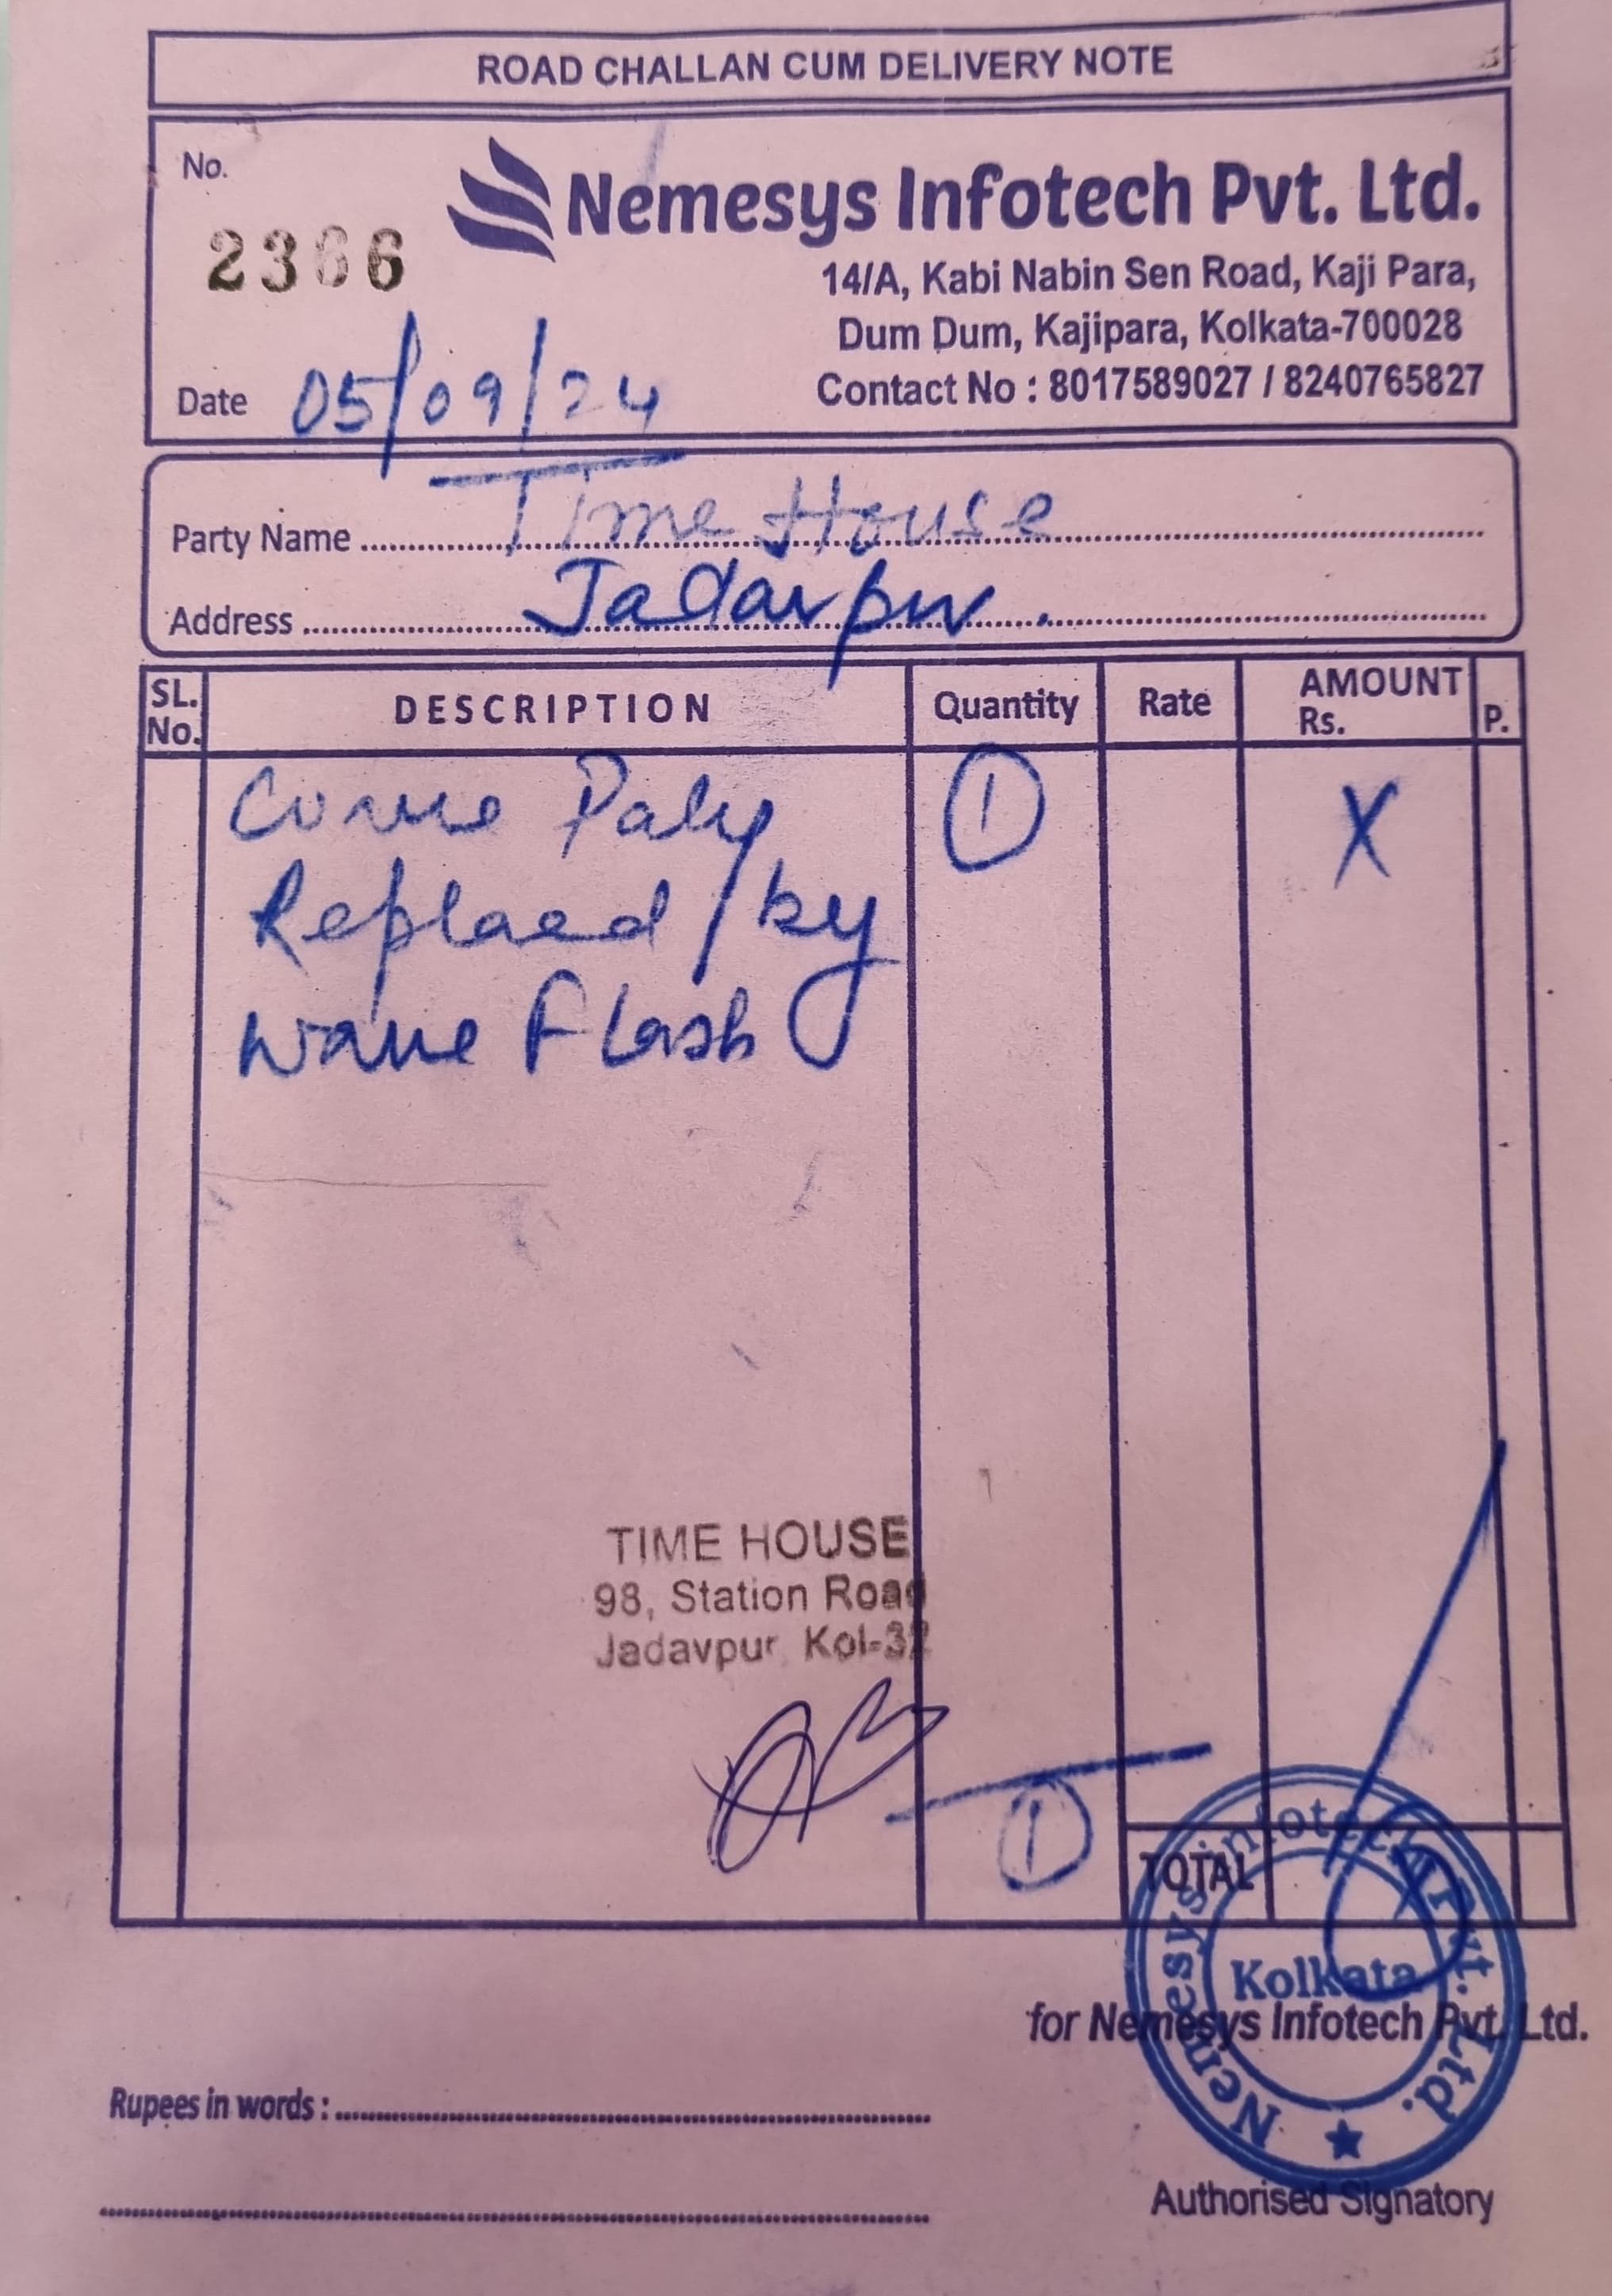 ROAD CHALLAN CUM DELIVERY NOTE
No.
2366
Nemesys Infotech Pvt. Ltd.
14/A, Kabi Nabin Sen Road, Kaji Para,
Dum Dum, Kajipara, Kolkata-700028
Contact No : 8017589027 / 8240765827
Date 05/09/24
Party Name Time House
Address Jadavpur.
SL. No. DESCRIPTION Quantity Rate AMOUNT Rs. P.
1 X
Replaed / by
Wave Flash
TIME HOUSE
98, Station Road
Jadavpur, Kol-32
1
TOTAL X
Nemesys Infotech Pvt. Ltd.
Kolkata
for Nemesys Infotech Pvt. Ltd.
Rupees in words :
Authorised Signatory